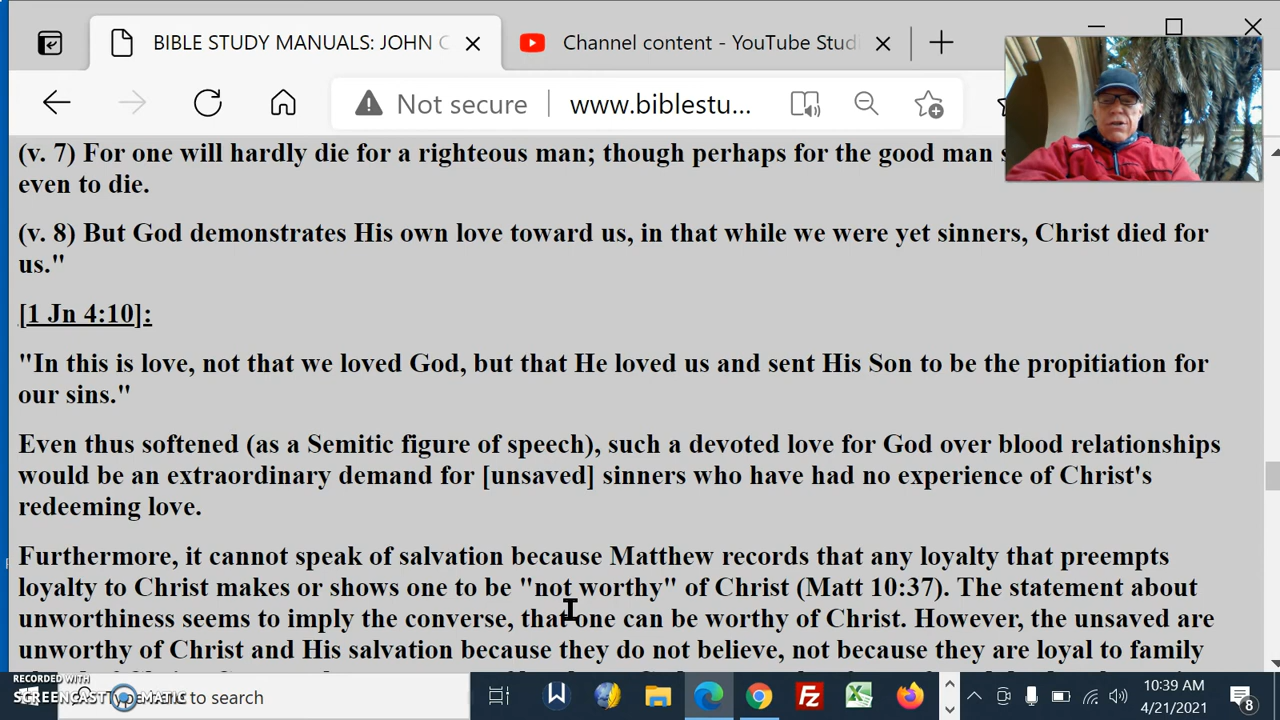 BIBLE STUDY MANUALS: JOHN C
Channel content - YouTube Stud
Not secure
www.biblestu...
(v. 7) For one will hardly die for a righteous man; though perhaps for the good man s
even to die.
(v. 8) But God demonstrates His own love toward us, in that while we were yet sinners, Christ died for
us."
[1 Jn 4:10]:
"In this is love, not that we loved God, but that He loved us and sent His Son to be the propitiation for
our sins."
Even thus softened (as a Semitic figure of speech), such a devoted love for God over blood relationships
would be an extraordinary demand for [unsaved] sinners who have had no experience of Christ's
redeeming love.
Furthermore, it cannot speak of salvation because Matthew records that any loyalty that preempts
loyalty to Christ makes or shows one to be "not worthy" of Christ (Matt 10:37). The statement about
unworthiness seems to imply the converse, that one can be worthy of Christ. However, the unsaved are
unworthy of Christ and His salvation because they do not believe, not because they are loyal to family
RECORDED WITH
SCREENCAST-O-MATIC
Type here to search
10:39 AM
4/21/2021
8